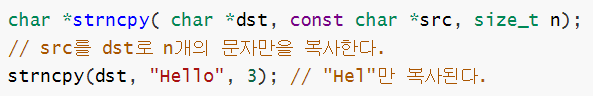 char *strncpy( char *dst, const char *src, size_t n);
// src를 dst로 n개의 문자만을 복사한다.
strncpy(dst, "Hello", 3); // "Hel"만 복사된다.